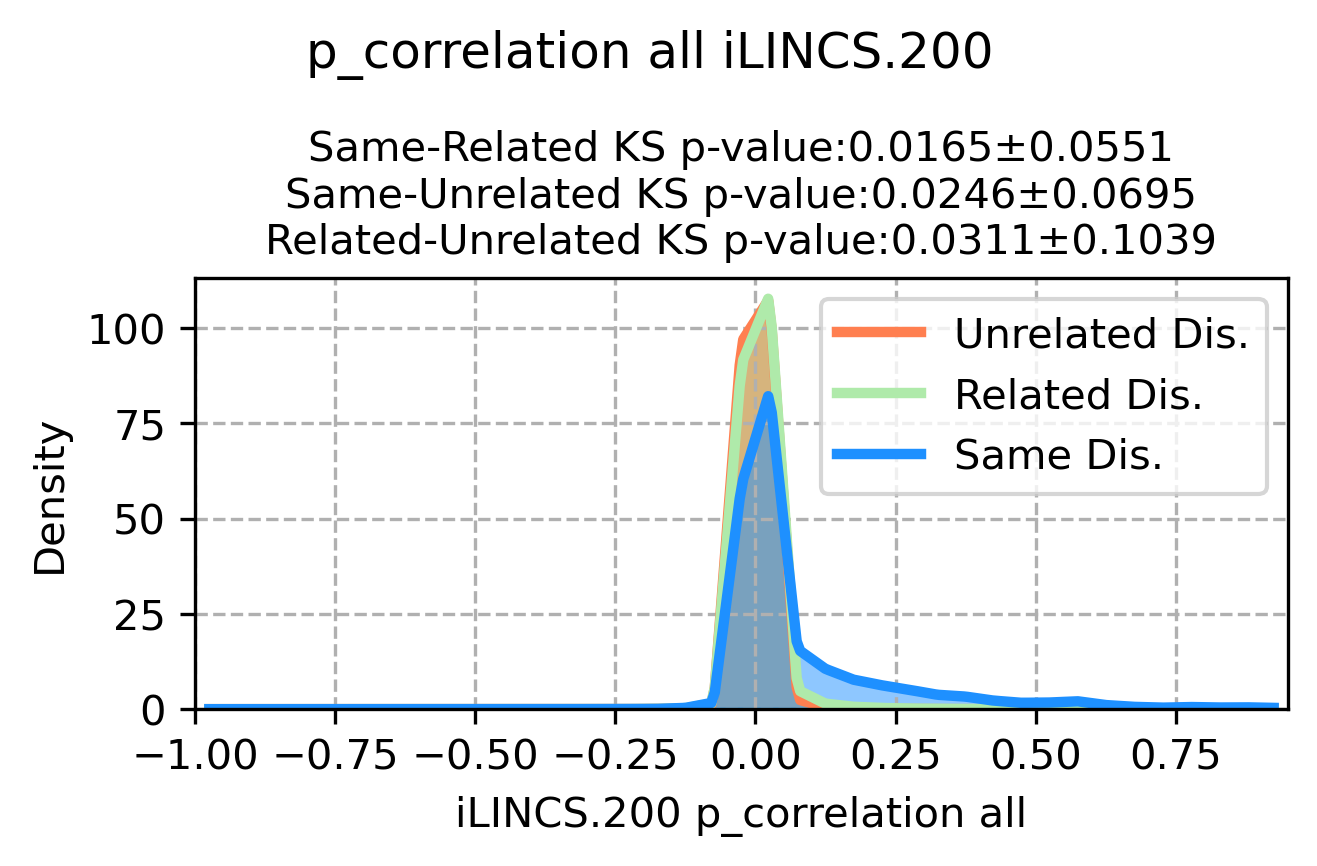 p_correlation all iLINCS.200
Same-Related KS p-value:0.0165±0.0551
Same-Unrelated KS p-value:0.0246±0.0695
Related-Unrelated KS p-value:0.0311±0.1039
Unrelated Dis.
Related Dis.
Same Dis.
Density
100
75
50
25
0
−1.00 −0.75 −0.50 −0.25 0.00 0.25 0.50 0.75
iLINCS.200 p_correlation all